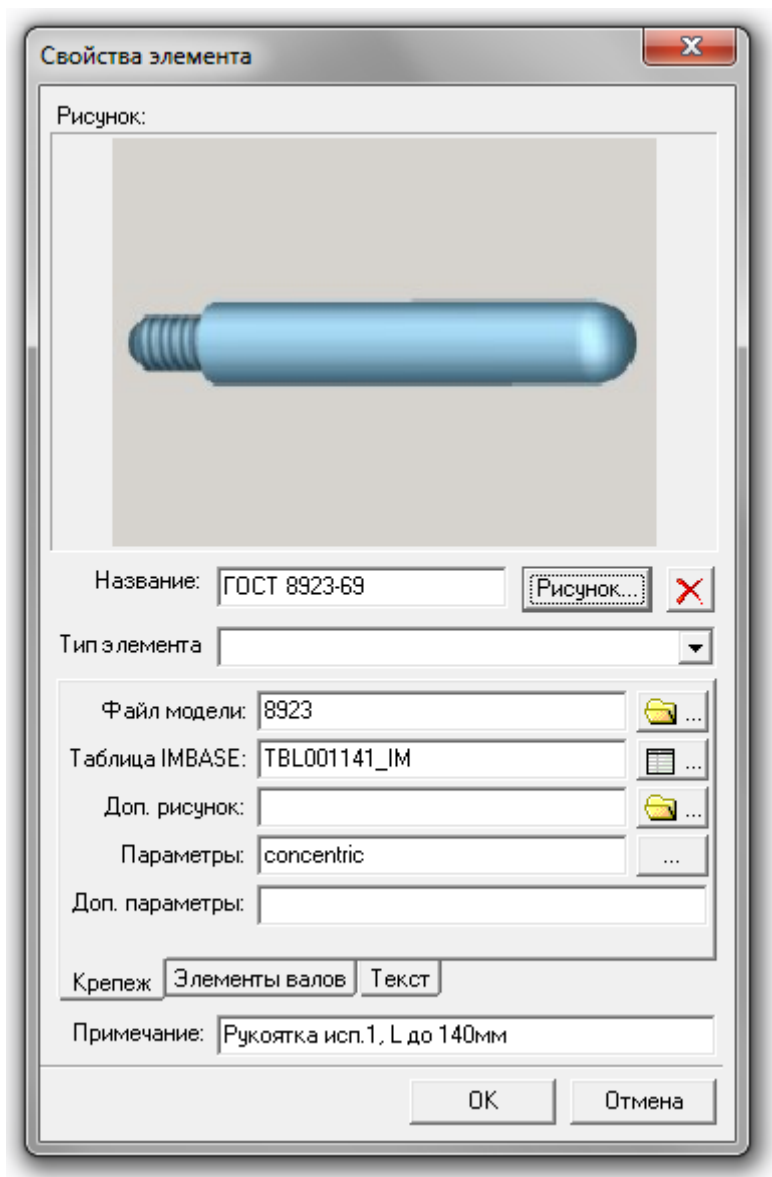 Свойства элемента
Рисунок:
Название: ГОСТ 8923-69 Рисунок...
Тип элемента
Файл модели: 8923 ...
Таблица IMBASE: TBL001141_IM ...
Доп. рисунок: ...
Параметры: concentric ...
Доп. параметры:
Крепеж Элементы валов Текст
Примечание: Рукоятка исп.1, L до 140мм
OK Отмена